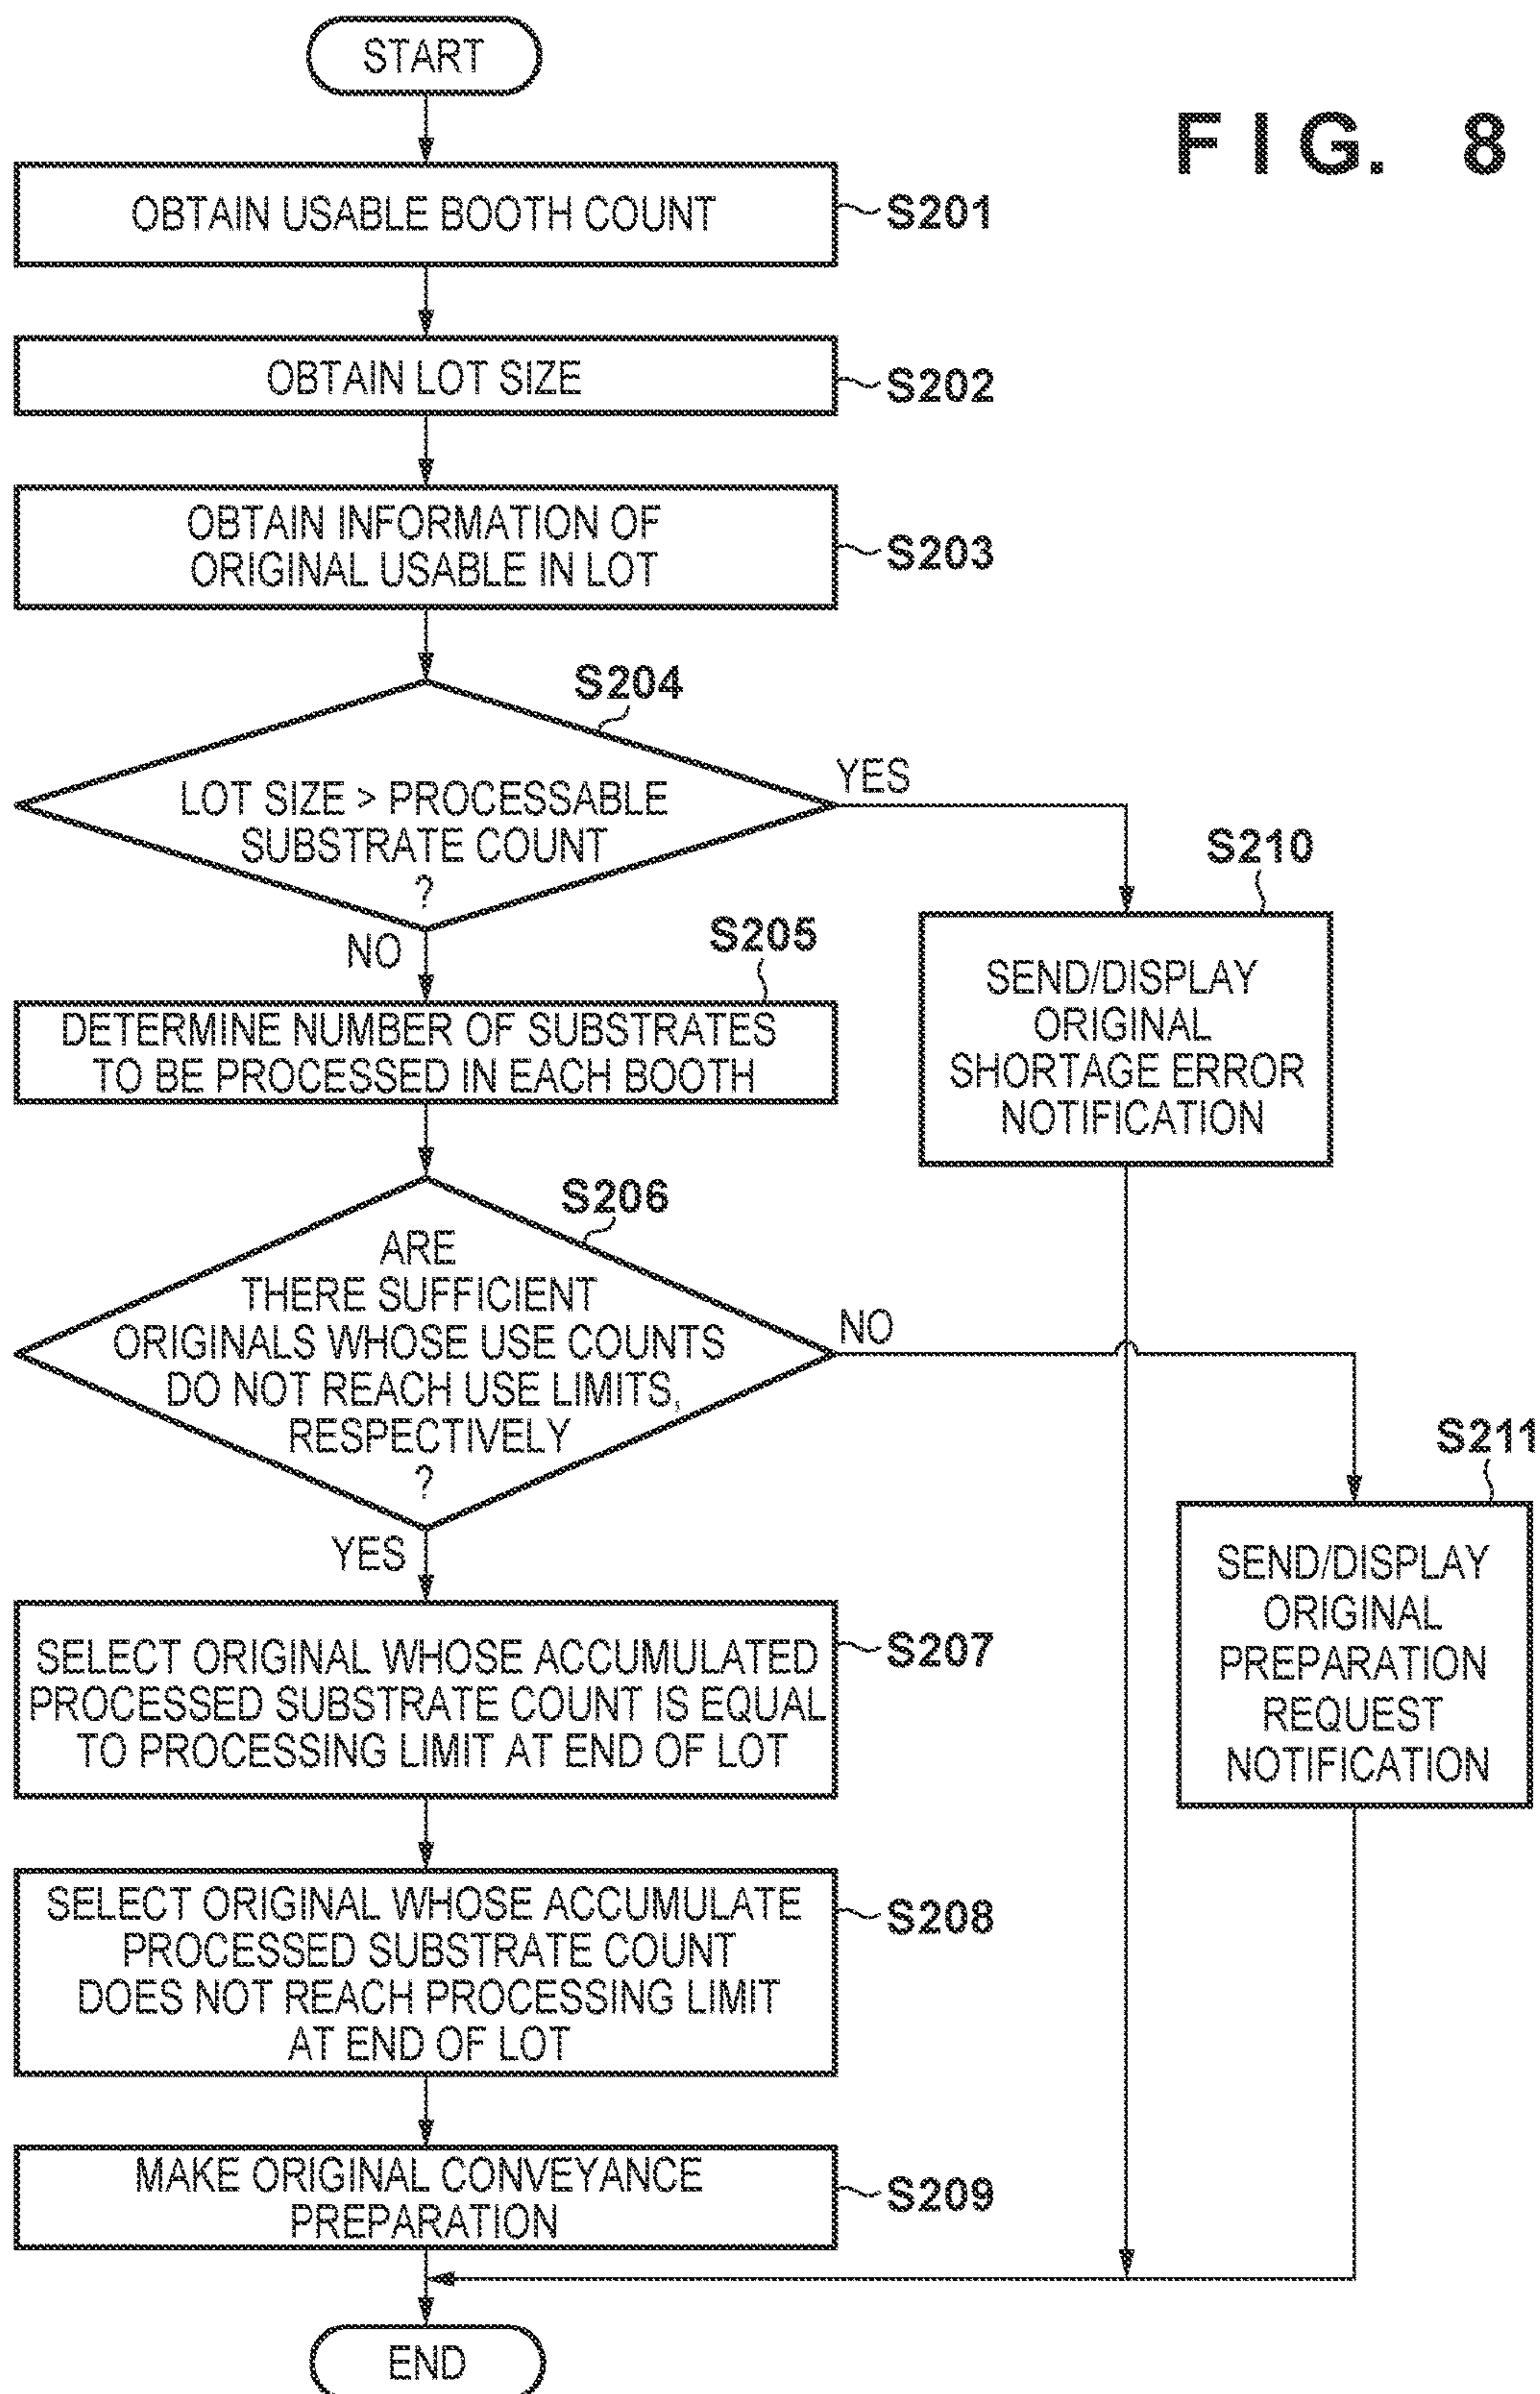 START
FIG. 8
OBTAIN USABLE BOOTH COUNT
S201
OBTAIN LOT SIZE
S202
OBTAIN INFORMATION OF
ORIGINAL USABLE IN LOT
S203
S204
LOT SIZE > PROCESSABLE
SUBSTRATE COUNT
?
YES
NO
S205
DETERMINE NUMBER OF SUBSTRATES
TO BE PROCESSED IN EACH BOOTH
S210
SEND/DISPLAY
ORIGINAL
SHORTAGE ERROR
NOTIFICATION
S206
ARE
THERE SUFFICIENT
ORIGINALS WHOSE USE COUNTS
DO NOT REACH USE LIMITS,
RESPECTIVELY
?
NO
YES
S211
SEND/DISPLAY
ORIGINAL
PREPARATION
REQUEST
NOTIFICATION
SELECT ORIGINAL WHOSE ACCUMULATED
PROCESSED SUBSTRATE COUNT IS EQUAL
TO PROCESSING LIMIT AT END OF LOT
S207
SELECT ORIGINAL WHOSE ACCUMULATE
PROCESSED SUBSTRATE COUNT
DOES NOT REACH PROCESSING LIMIT
AT END OF LOT
S208
MAKE ORIGINAL CONVEYANCE
PREPARATION
S209
END